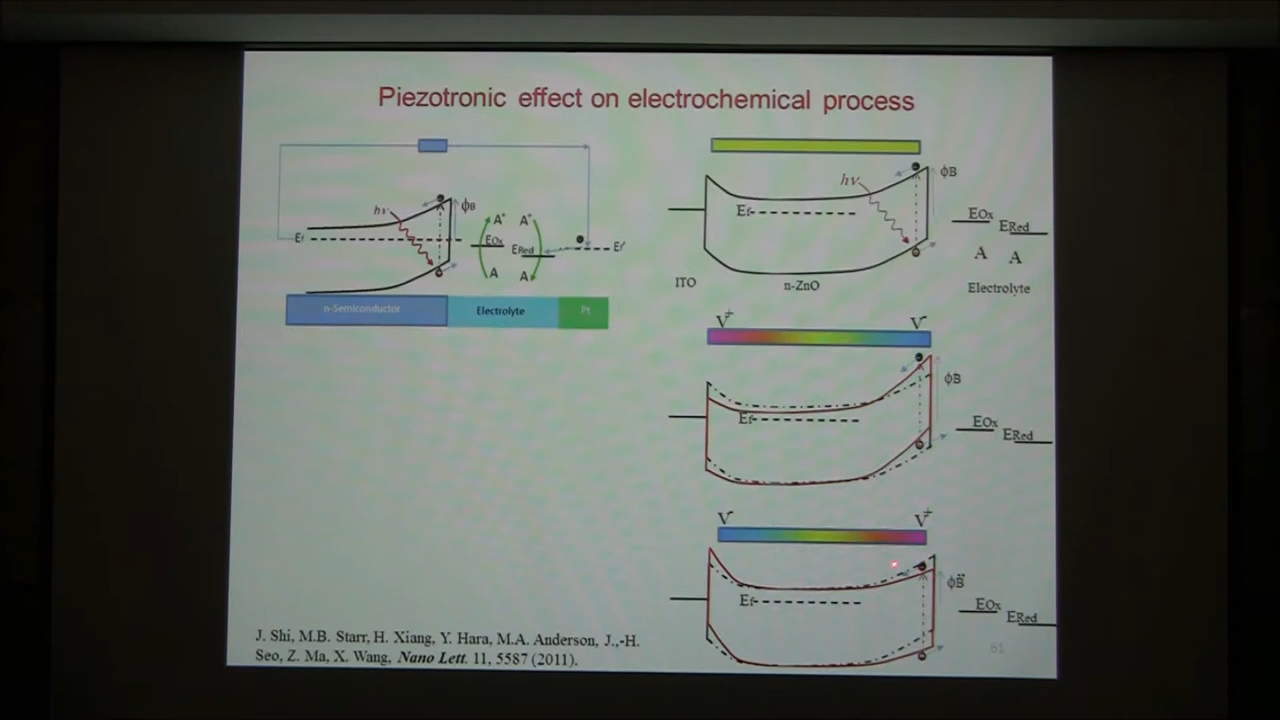 Piezotronic effect on electrochemical process
hν
ϕB
Ef
A⁺ A⁺
EOx
ERed
Ef'
A A
n-Semiconductor Electrolyte Pt
hν
ϕB
Ef
EOx
ERed
A A
ITO
n-ZnO
Electrolyte
V⁺ V⁻
ϕB
Ef
EOx
ERed
V⁻ V⁺
ϕB̈
Ef
EOx
ERed
J. Shi, M.B. Starr, H. Xiang, Y. Hara, M.A. Anderson, J.,-H.
Seo, Z. Ma, X. Wang, Nano Lett. 11, 5587 (2011).
61